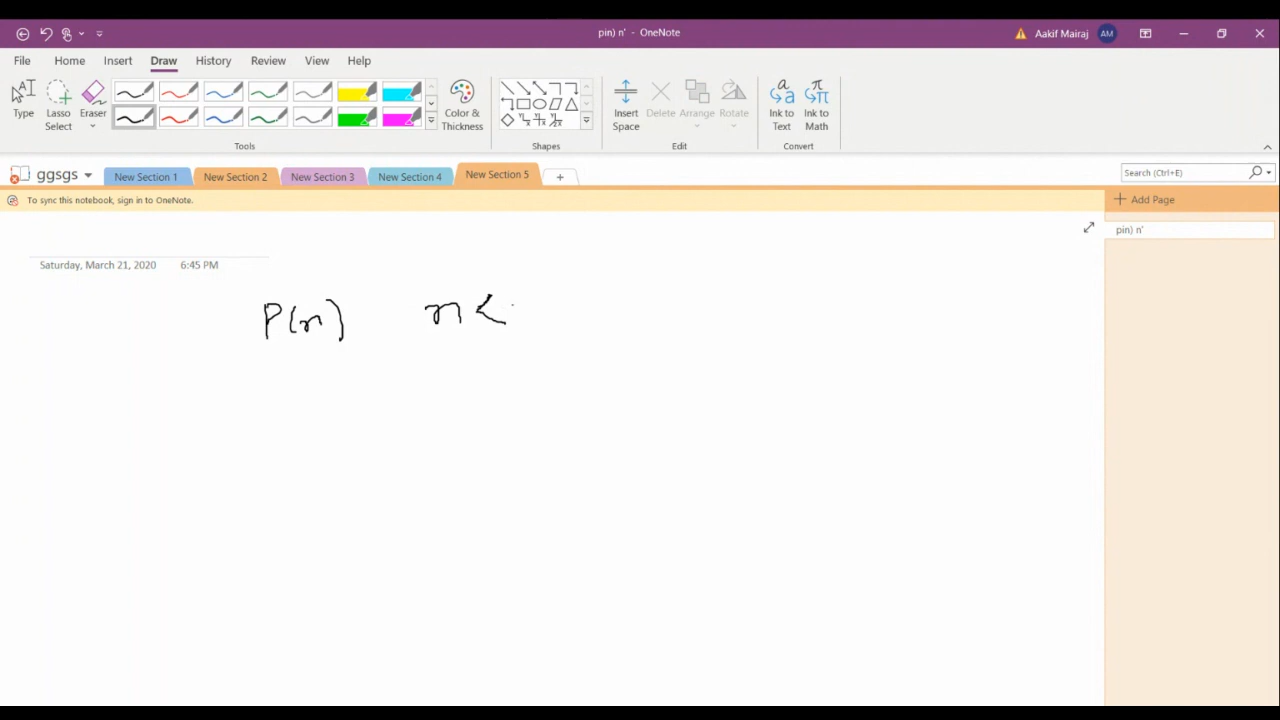 pin) n' - OneNote
Aakif Mairaj AM
File Insert Draw History Review View Help
Type
Lasso Select
Eraser
Color & Thickness
Insert Space
Delete
Arrange
Rotate
Ink to Text
Ink to Math
Tools
Shapes
Edit
Convert
ggsgs
New Section 1
New Section 2
New Section 3
New Section 4
New Section 5
Search (Ctrl+E)
To sync this notebook, sign in to OneNote.
Add Page
pin) n'
Saturday, March 21, 2020 6:45 PM
P(n) n <